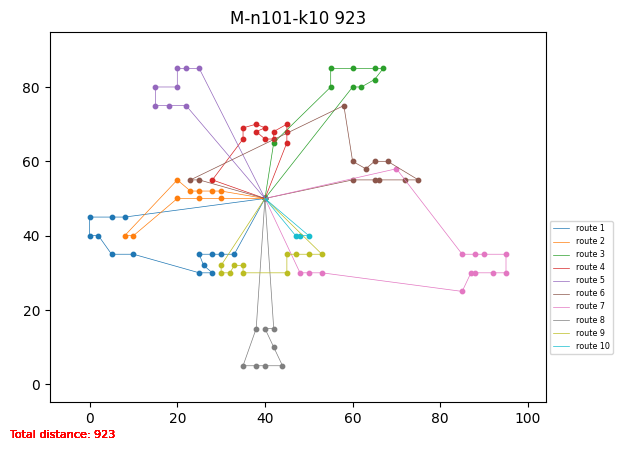 M-n101-k10 923
80
60
40
20
0
0 20 40 60 80 100
route 1
route 2
route 3
route 4
route 5
route 6
route 7
route 8
route 9
route 10
Total distance: 923